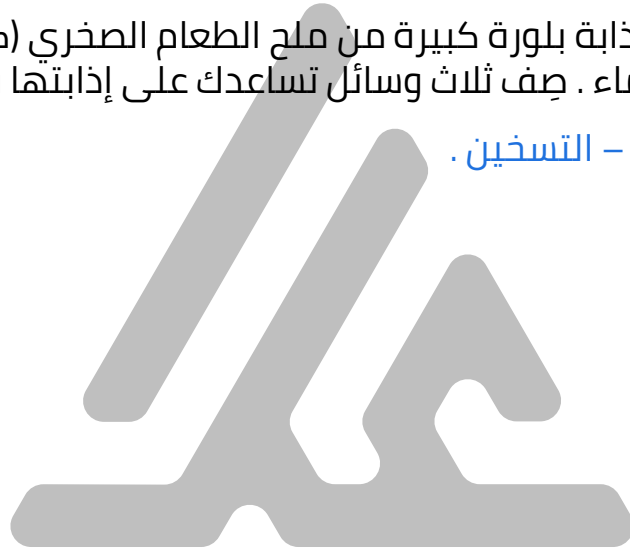 ذابة بلورة كبيرة من ملح الطعام الصخري (
اء . صِف ثلاث وسائل تساعدك على إذابتها
– التسخين .